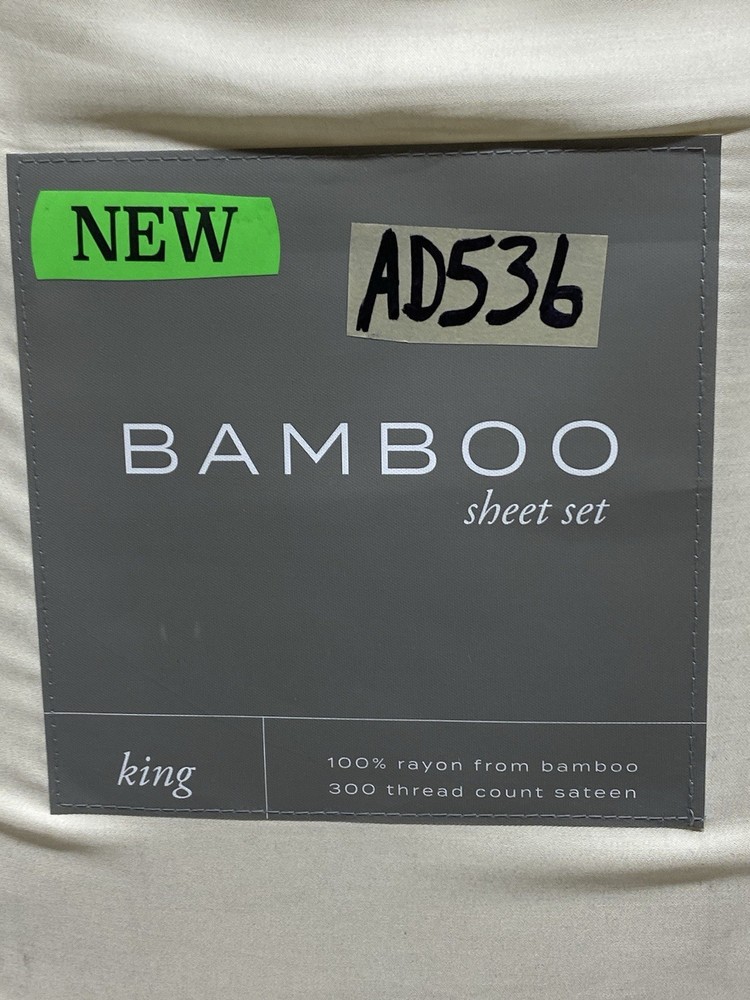 NEW
AD536
BAMBOO
sheet set
king
100% rayon from bamboo
300 thread count sateen